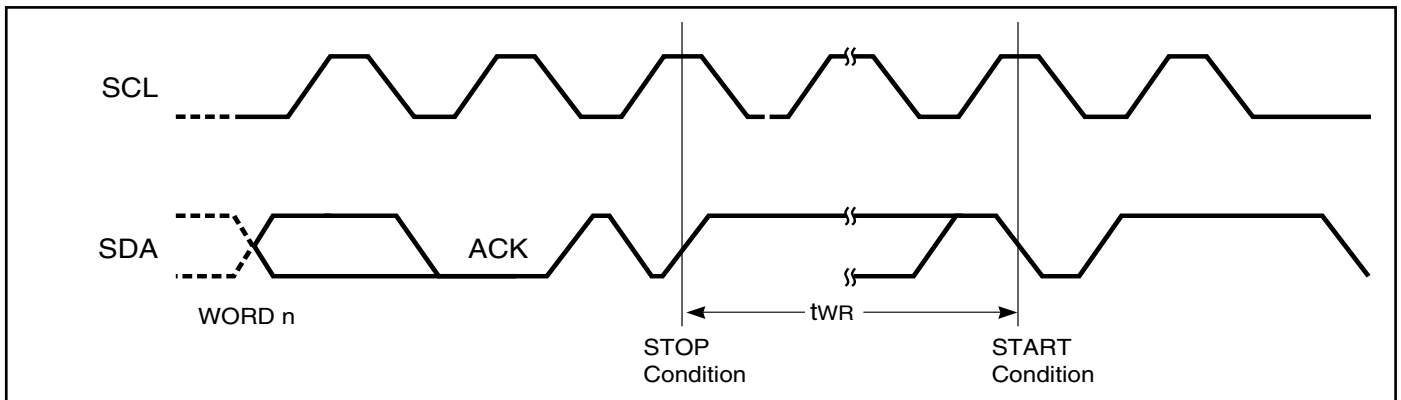 SCL
SDA
ACK
WORD n
tWR
STOP
Condition
START
Condition